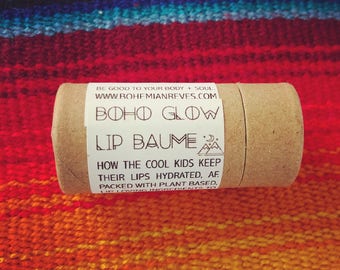 BE GOOD TO YOUR BODY + SOUL.
WWW.BOHEMIANREVES.COM
BOHO GLOW
LIP BAUME
HOW THE COOL KIDS KEEP
THEIR LIPS HYDRATED, AF.
PACKED WITH PLANT BASED,